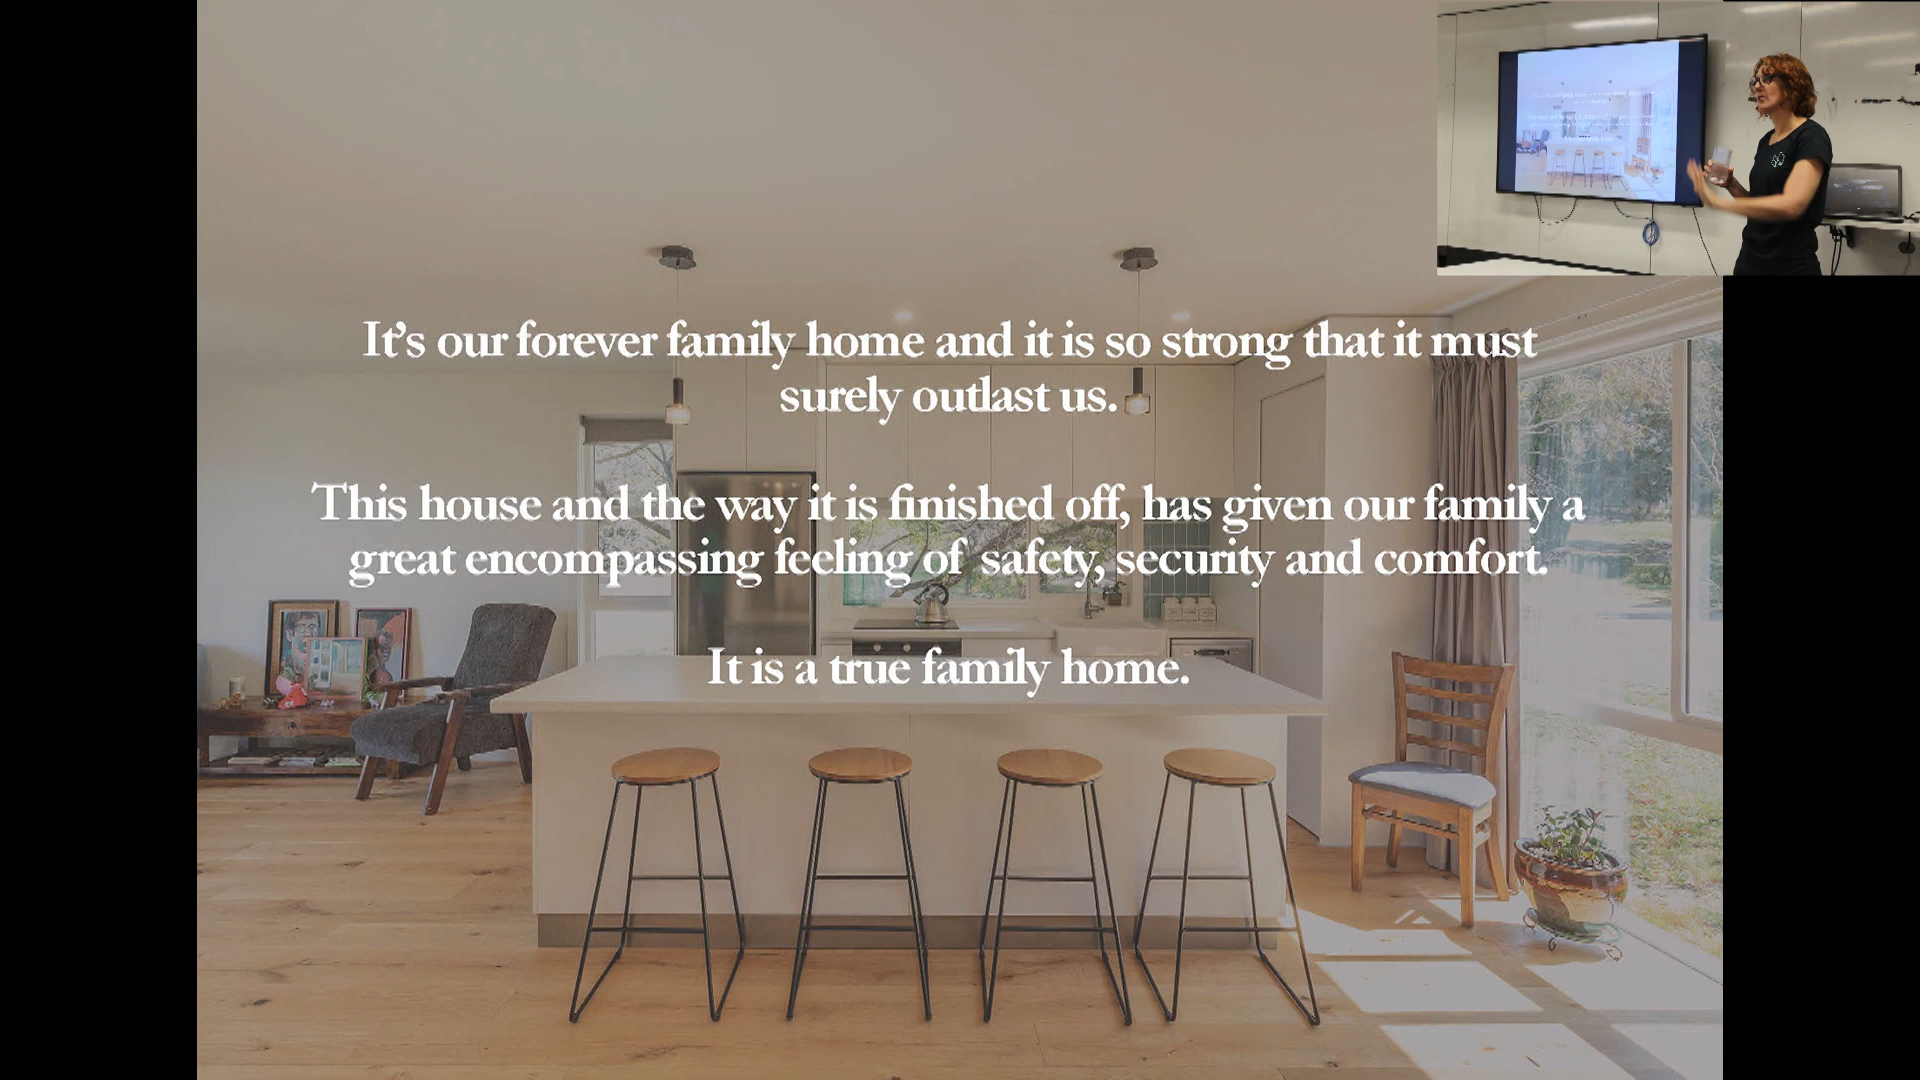 It's our forever family home and it is so strong that it must
surely outlast us.
This house and the way it is finished off, has given our family a
great encompassing feeling of safety, security and comfort.
It is a true family home.